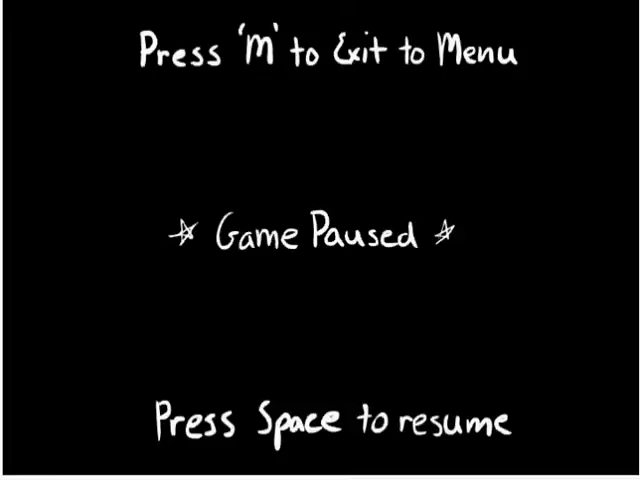 Press 'M' to Exit to Menu
☆ Game Paused ☆
Press Space to resume